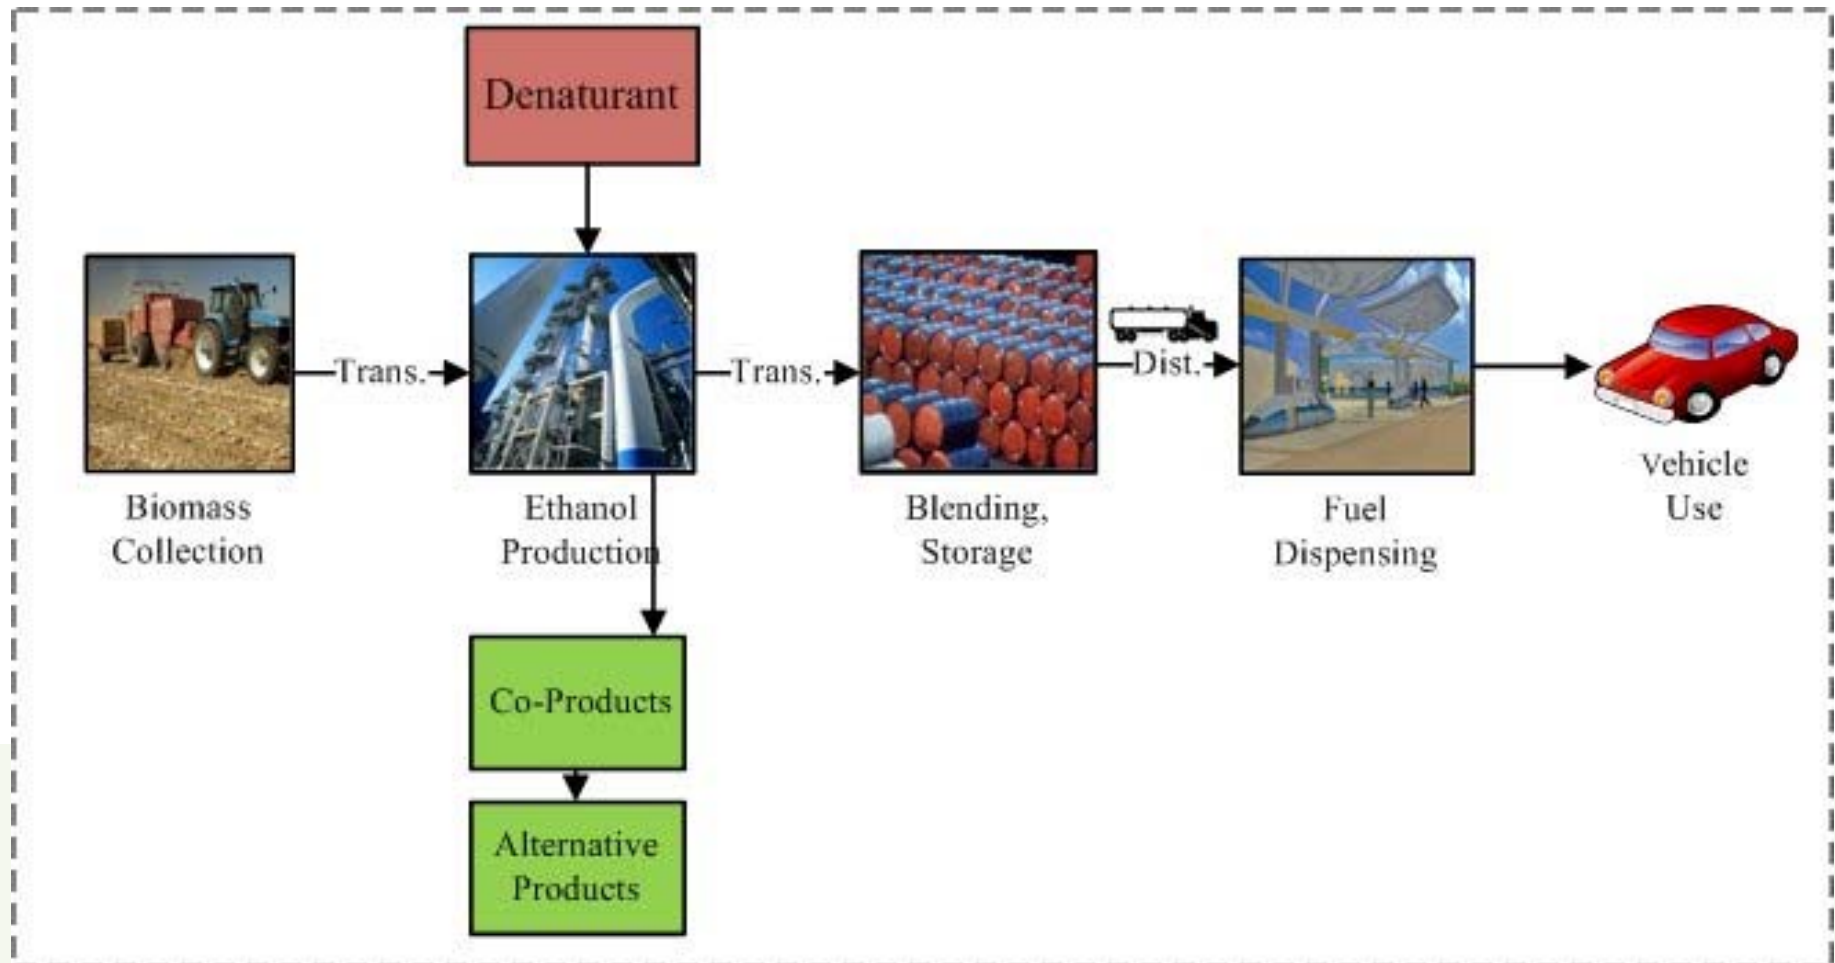 Denaturant
Trans.
Trans.
Dist.
Biomass
Collection
Ethanol
Production
Blending,
Storage
Fuel
Dispensing
Vehicle
Use
Co-Products
Alternative
Products